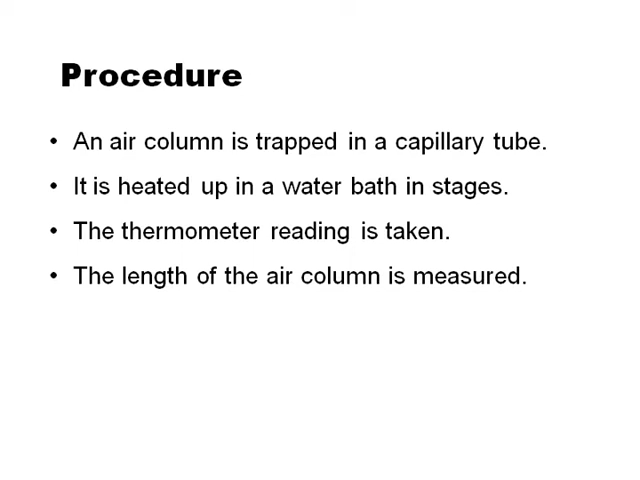 Procedure
• An air column is trapped in a capillary tube.
• It is heated up in a water bath in stages.
• The thermometer reading is taken.
• The length of the air column is measured.